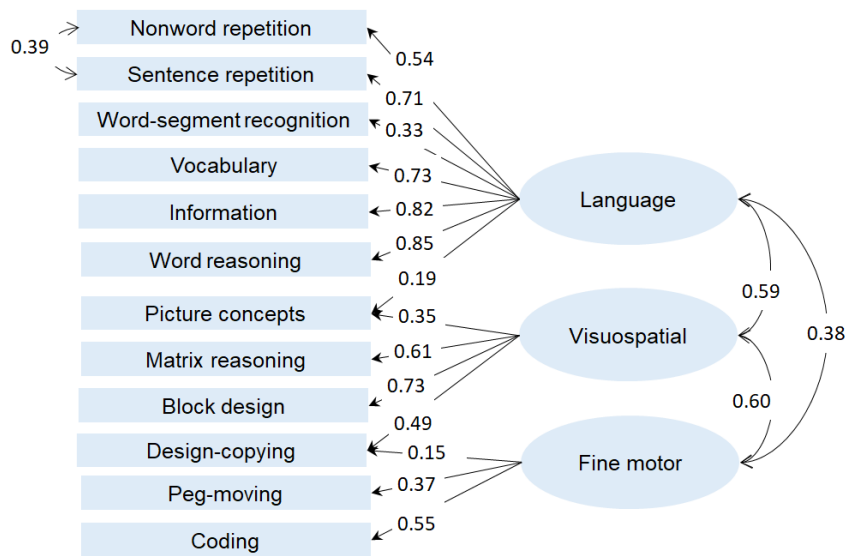 Nonword repetition
0.39
0.54
Sentence repetition
0.71
Word-segment recognition
0.33
Vocabulary
0.73
Language
Information
0.82
0.85
Word reasoning
0.19
0.59
Picture concepts
0.35
Visuospatial
0.38
Matrix reasoning
0.61
0.73
Block design
0.60
0.49
Design-copying
0.15
Fine motor
Peg-moving
0.37
0.55
Coding